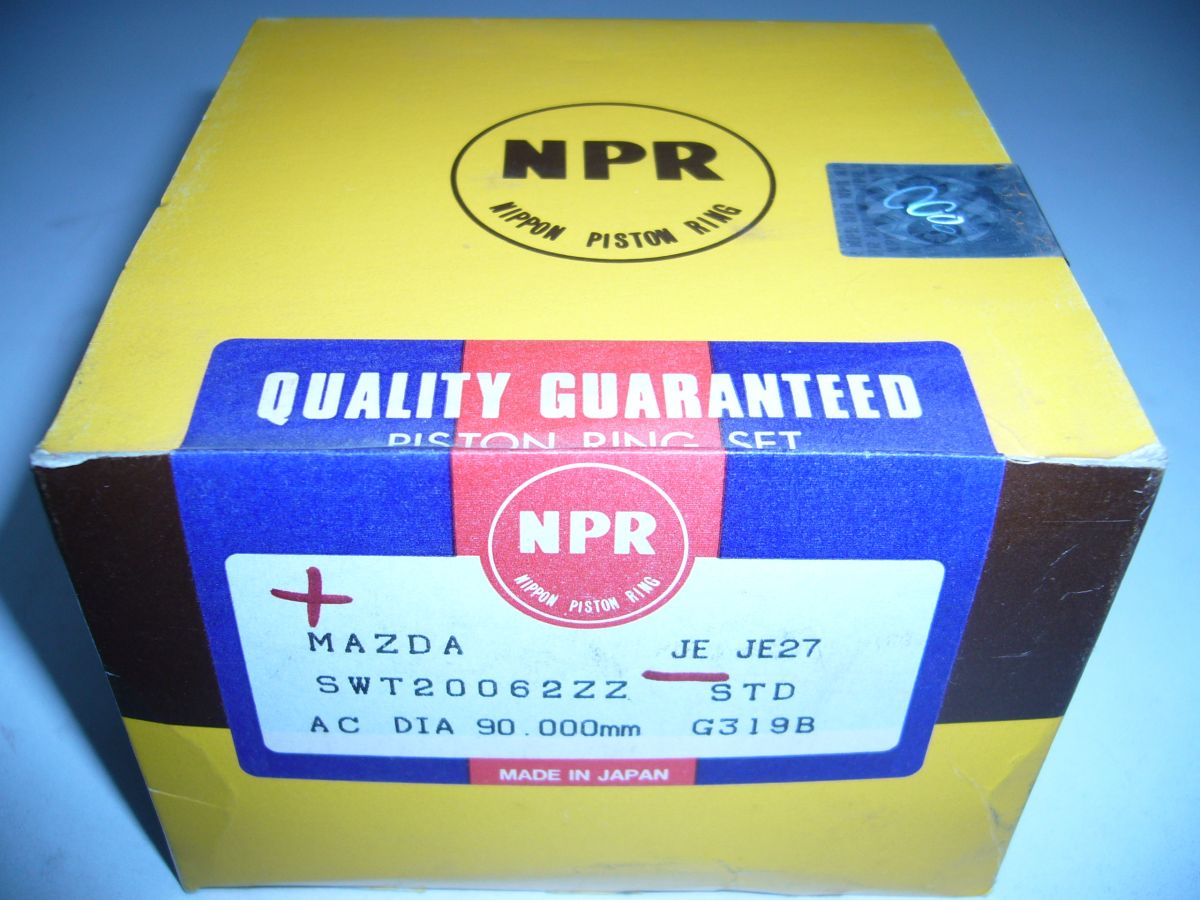 NPR
NIPPON PISTON RING
QUALITY GUARANTEED
PISTON RING SET
NPR
NIPPON PISTON RING
MAZDA JE JE27
SWT20062ZZ STD
AC DIA 90.000mm G319B
MADE IN JAPAN